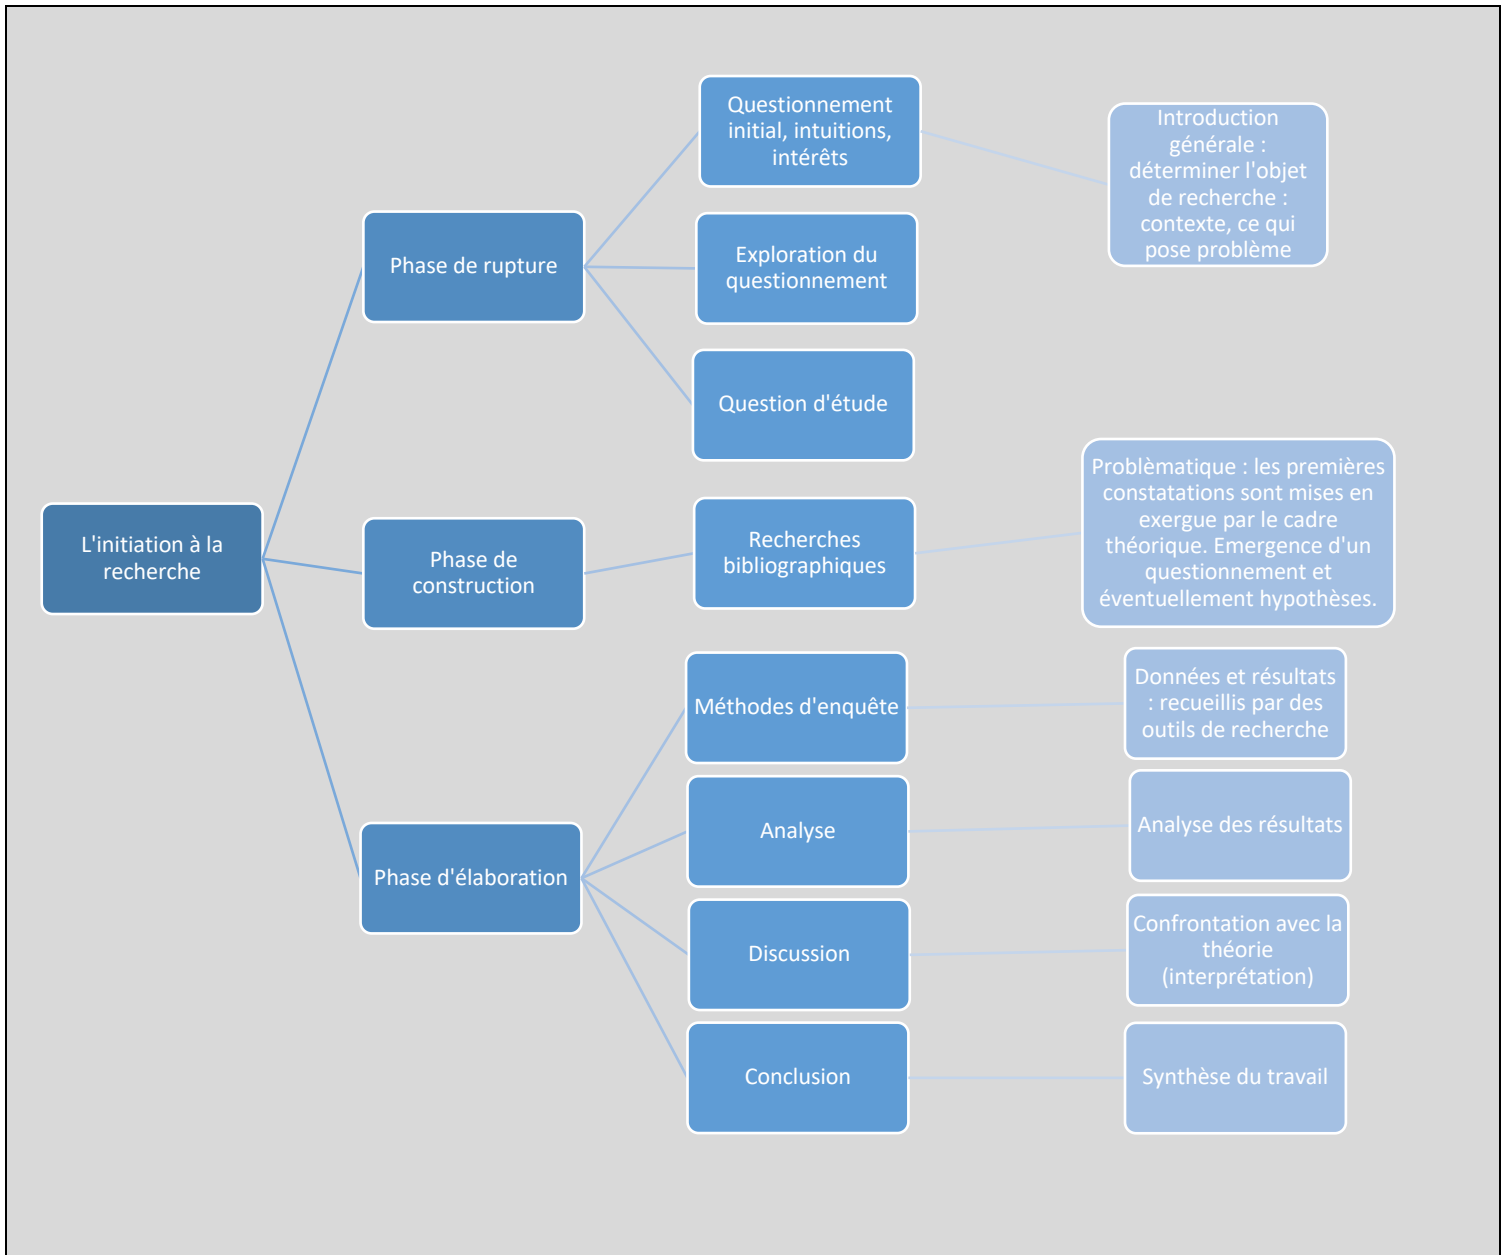 L'initiation à la
recherche
Phase de rupture
Questionnement
initial, intuitions,
intérêts
Introduction
générale :
déterminer l'objet
de recherche :
contexte, ce qui
pose problème
Exploration du
questionnement
Question d'étude
Phase de
construction
Recherches
bibliographiques
Problèmatique : les premières
constatations sont mises en
exergue par le cadre
théorique. Emergence d'un
questionnement et
éventuellement hypothèses.
Phase d'élaboration
Méthodes d'enquête
Données et résultats
: recueillis par des
outils de recherche
Analyse
Analyse des résultats
Discussion
Confrontation avec la
théorie
(interprétation)
Conclusion
Synthèse du travail